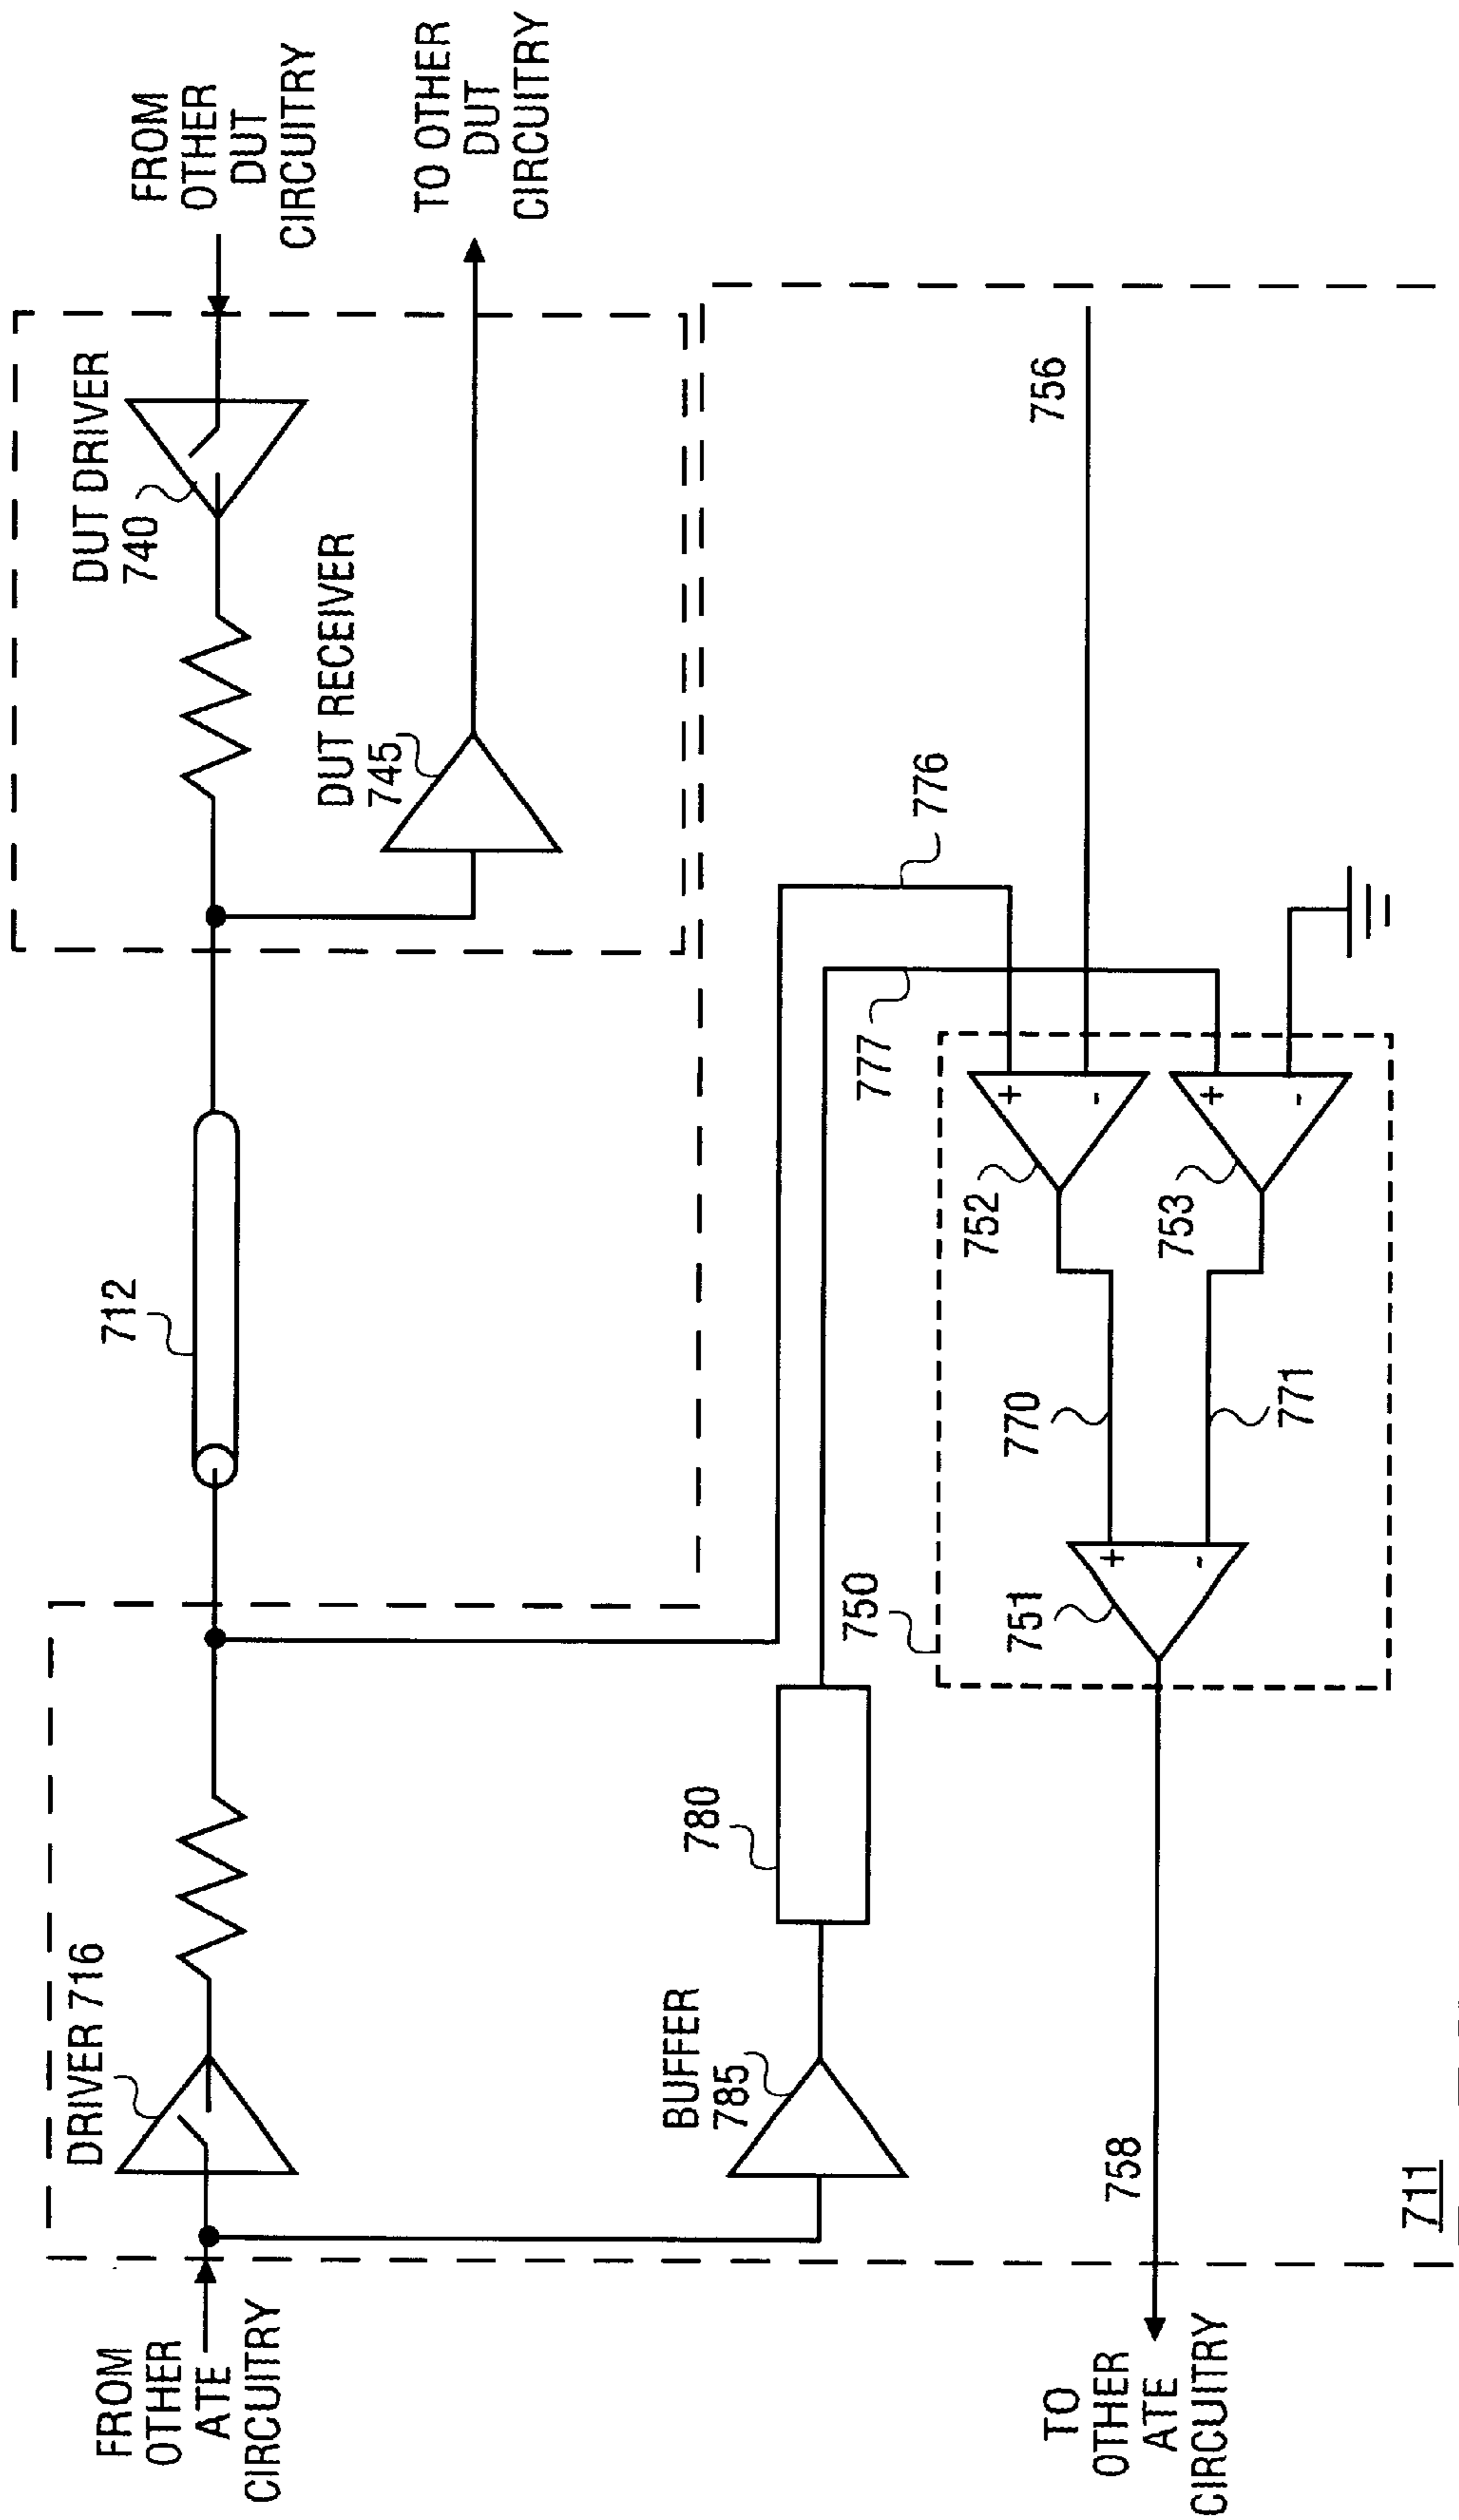 FROM
OTHER
ATE
CIRCUITRY
DRIVER 716
712
DUT DRIVER
740
FROM
OTHER
DUT
CIRCUITRY
DUT RECEIVER
745
TO OTHER
DUT
CIRCUITRY
BUFFER
785
780
777
776
756
750
752
+
-
753
+
-
770
771
751
+
-
758
TO
OTHER
ATE
CIRCUITRY
711